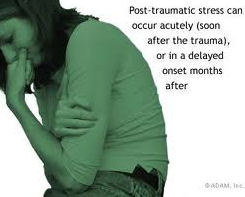 Post-traumatic stress can
occur acutely (soon
after the trauma),
or in a delayed
onset months
after
©ADAM, Inc.